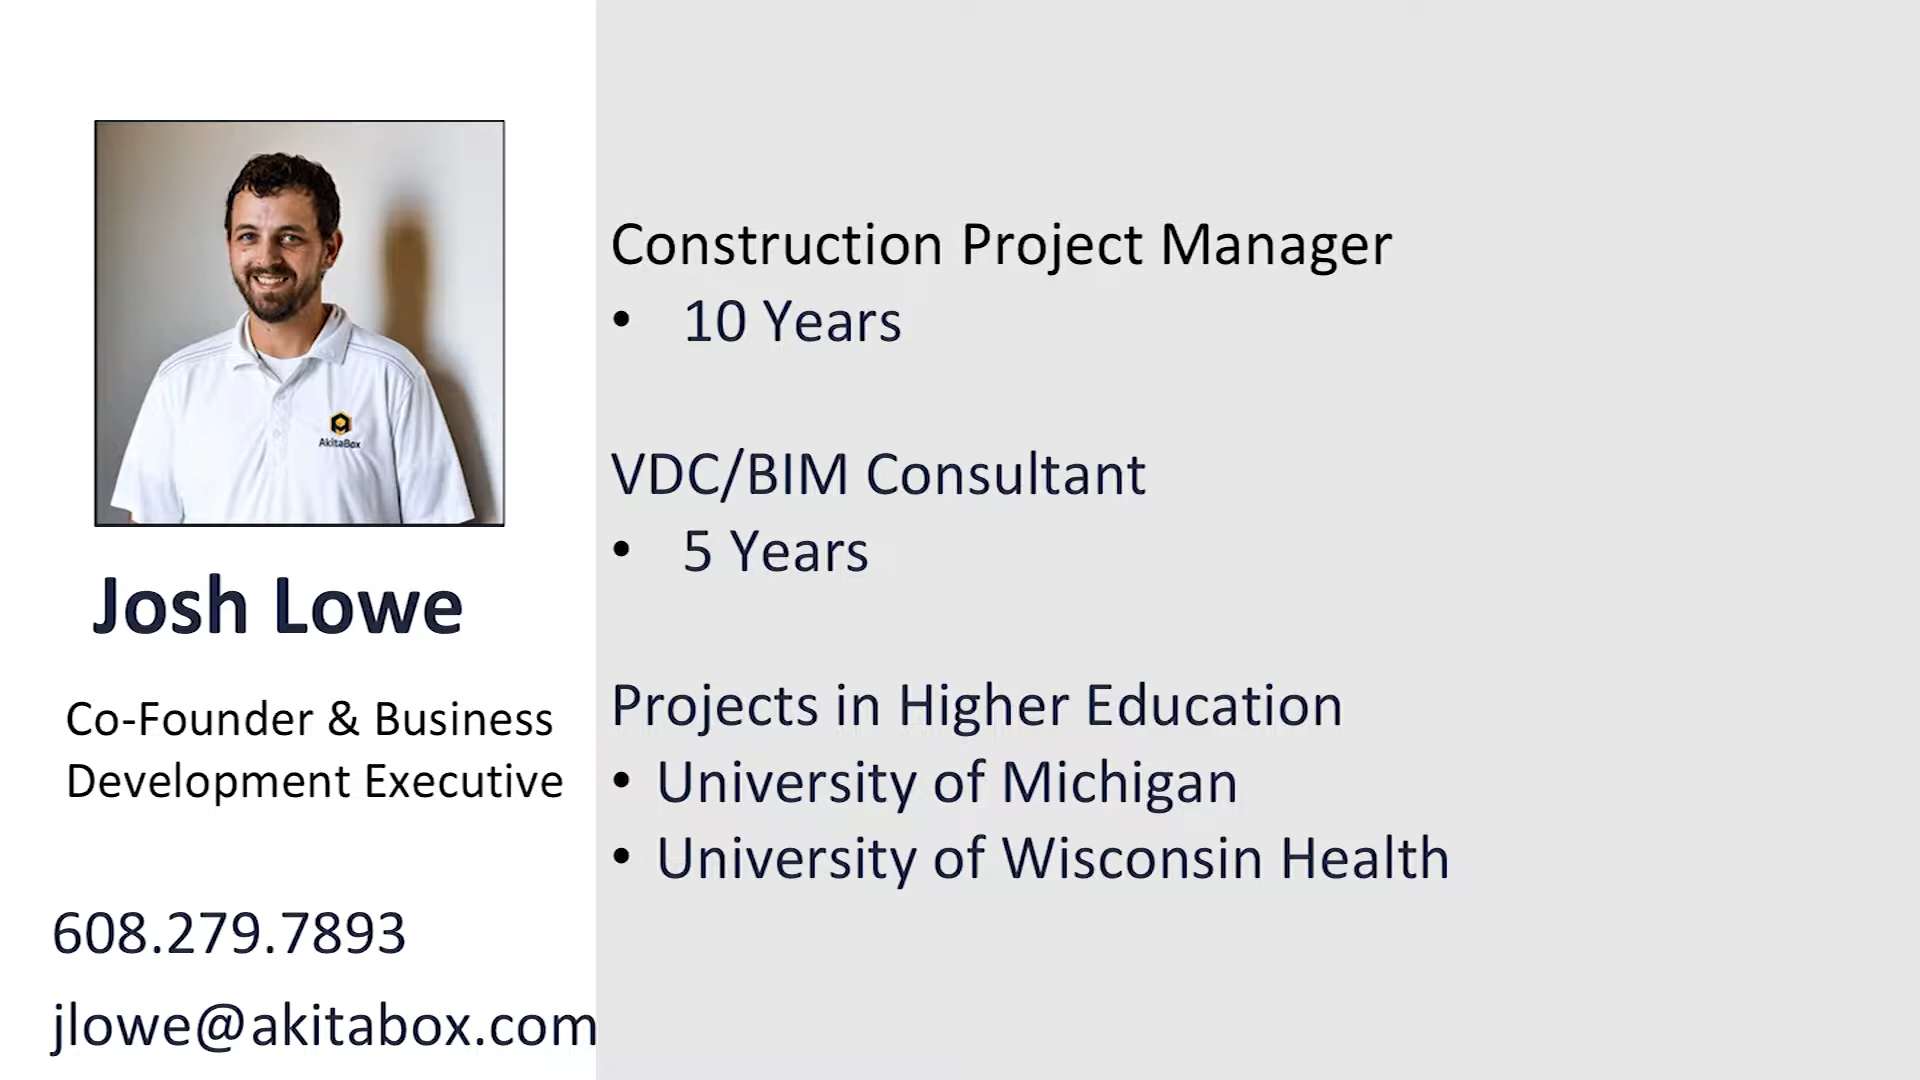 AkitaBox
Josh Lowe
Co-Founder & Business
Development Executive
608.279.7893
jlowe@akitabox.com
Construction Project Manager
• 10 Years
VDC/BIM Consultant
• 5 Years
Projects in Higher Education
• University of Michigan
• University of Wisconsin Health